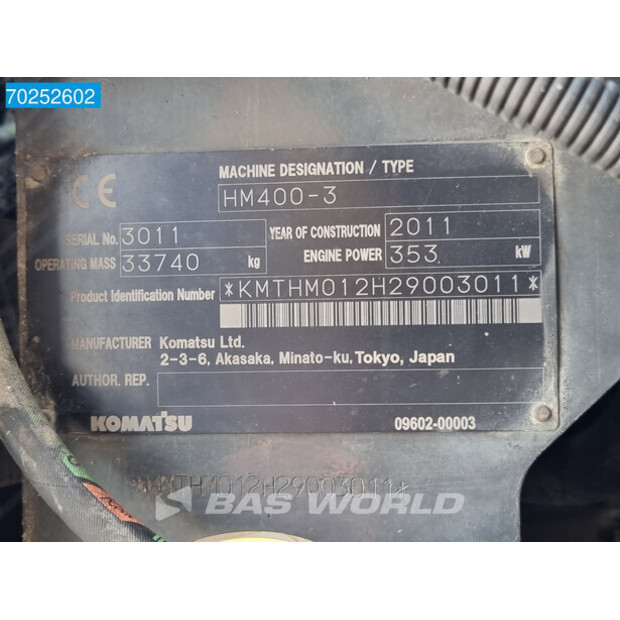 70252602
CE
MACHINE DESIGNATION / TYPE
HM400-3
SERIAL No. 3011 YEAR OF CONSTRUCTION 2011
OPERATING MASS 33740 kg ENGINE POWER 353 kW
Product Identification Number *KMTHM012H29003011*
MANUFACTURER Komatsu Ltd.
2-3-6, Akasaka, Minato-ku, Tokyo, Japan
AUTHOR. REP.
KOMATSU 09602-00003
*KMTHM012H29003011*
BAS WORLD